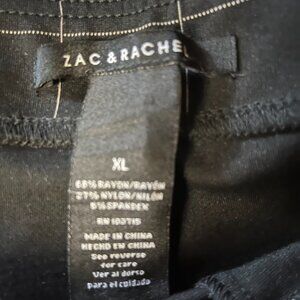 ZAC & RACHEL
XL
68% RAYON/RAYÓN
27% NYLON/NILÓN
5% SPANDEX
RN 103715
MADE IN CHINA
HECHO EN CHINA
See reverse
for care
Ver al dorso
para el cuidado